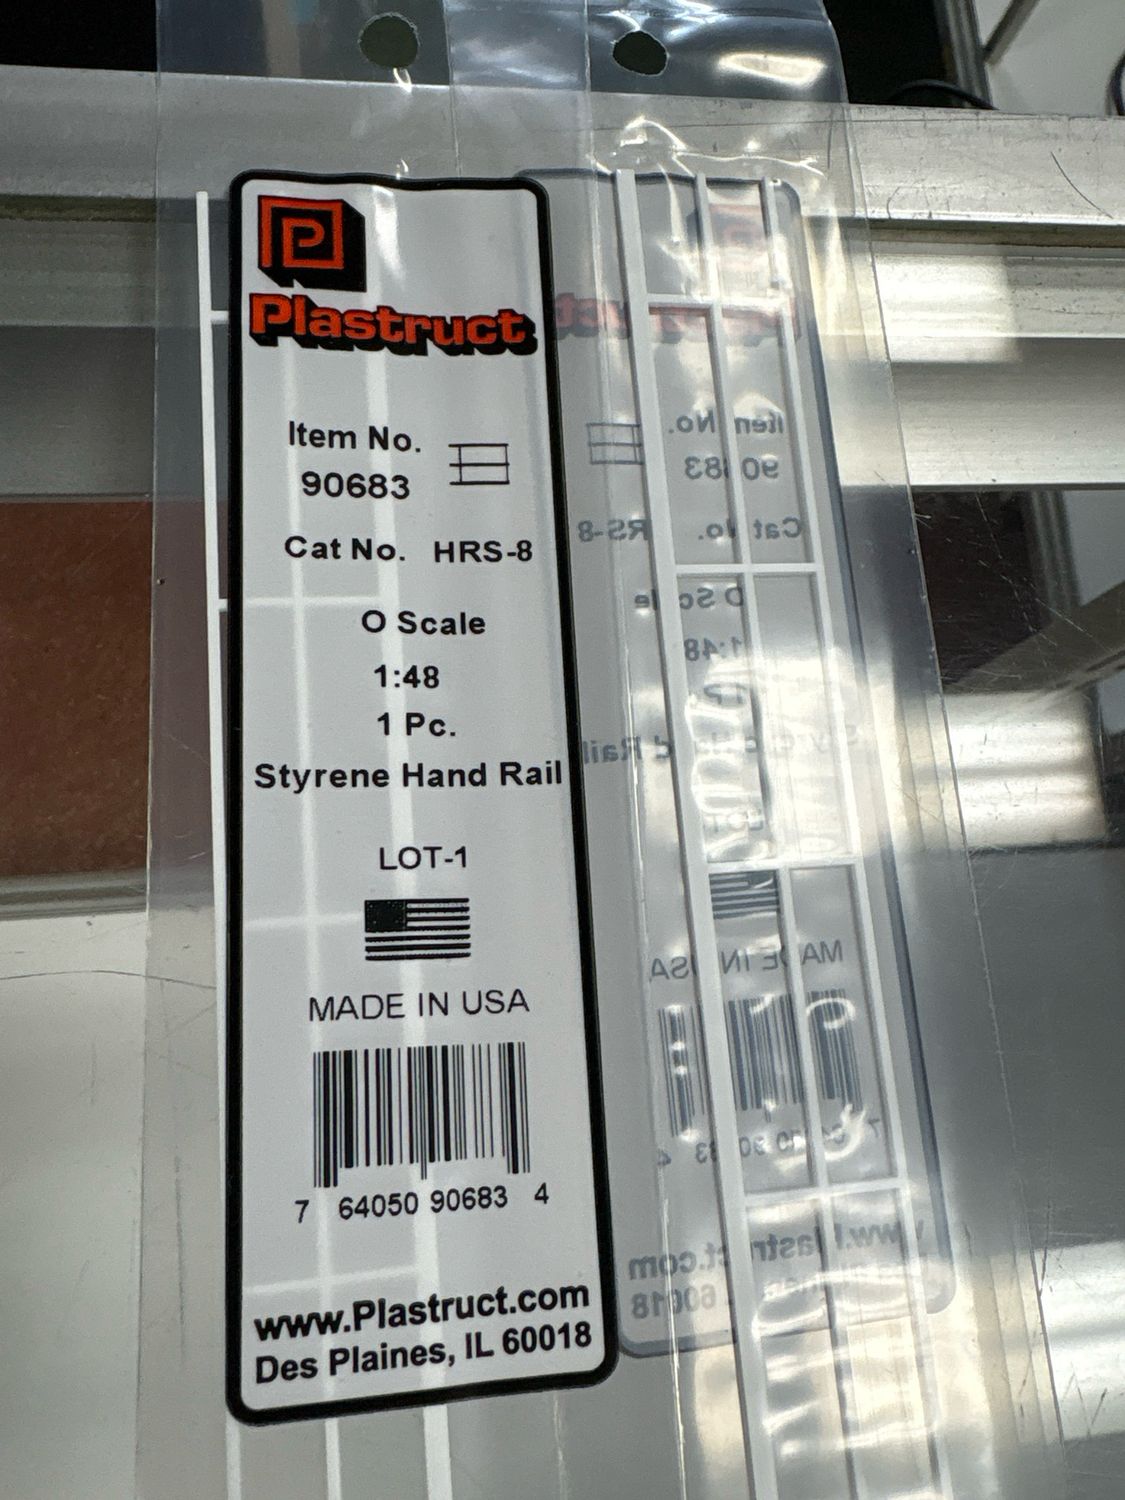 P
Plastruct
Item No.
90683
Cat No. HRS-8
O Scale
1:48
1 Pc.
Styrene Hand Rail
LOT-1
MADE IN USA
7 64050 90683 4
www.Plastruct.com
Des Plaines, IL 60018